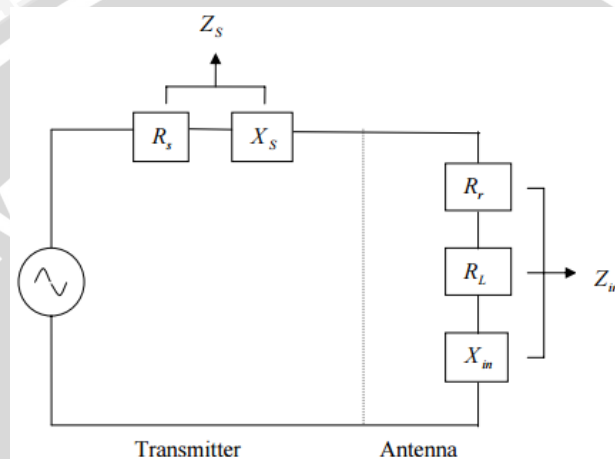 Z_S
R_s X_S
R_r
R_L
Z_in
X_in
Transmitter Antenna